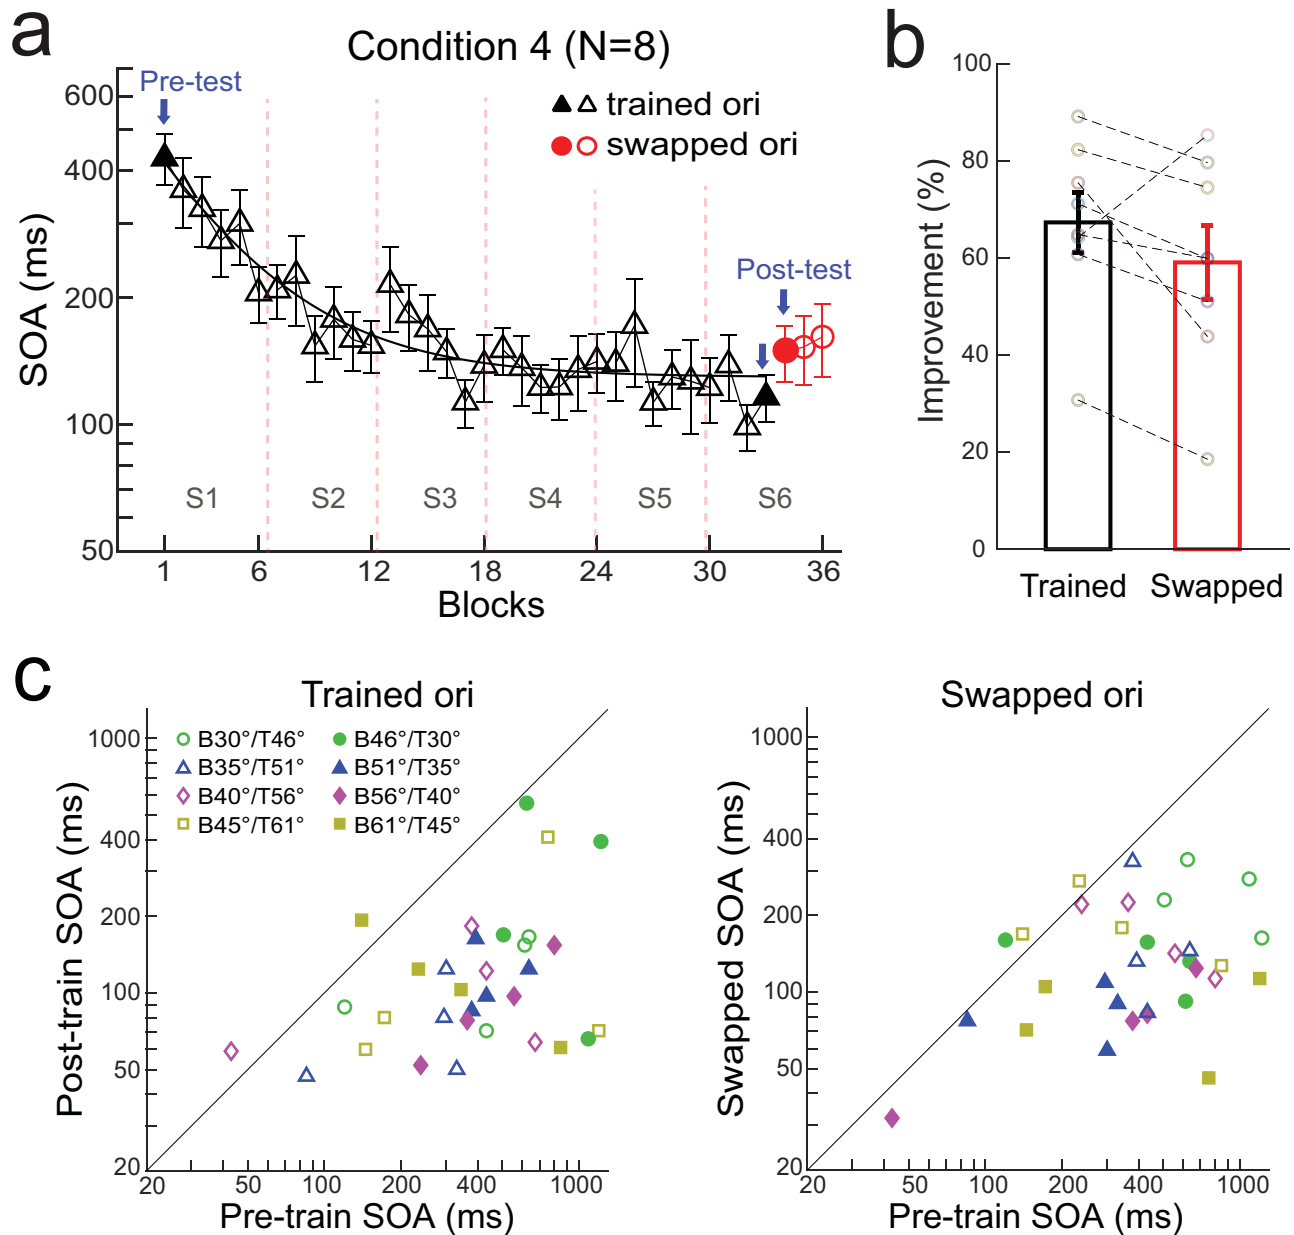 a
Condition 4 (N=8)
Pre-test
trained ori
swapped ori
Post-test
SOA (ms)
600
400
200
100
50
S1 S2 S3 S4 S5 S6
1 6 12 18 24 30 36
Blocks
b
Improvement (%)
100
80
60
40
20
0
Trained Swapped
c
Trained ori
B30°/T46° B46°/T30°
B35°/T51° B51°/T35°
B40°/T56° B56°/T40°
B45°/T61° B61°/T45°
Post-train SOA (ms)
1000
400
200
100
50
20
20 50 100 200 400 1000
Pre-train SOA (ms)
Swapped ori
Swapped SOA (ms)
1000
400
200
100
50
20
20 50 100 200 400 1000
Pre-train SOA (ms)